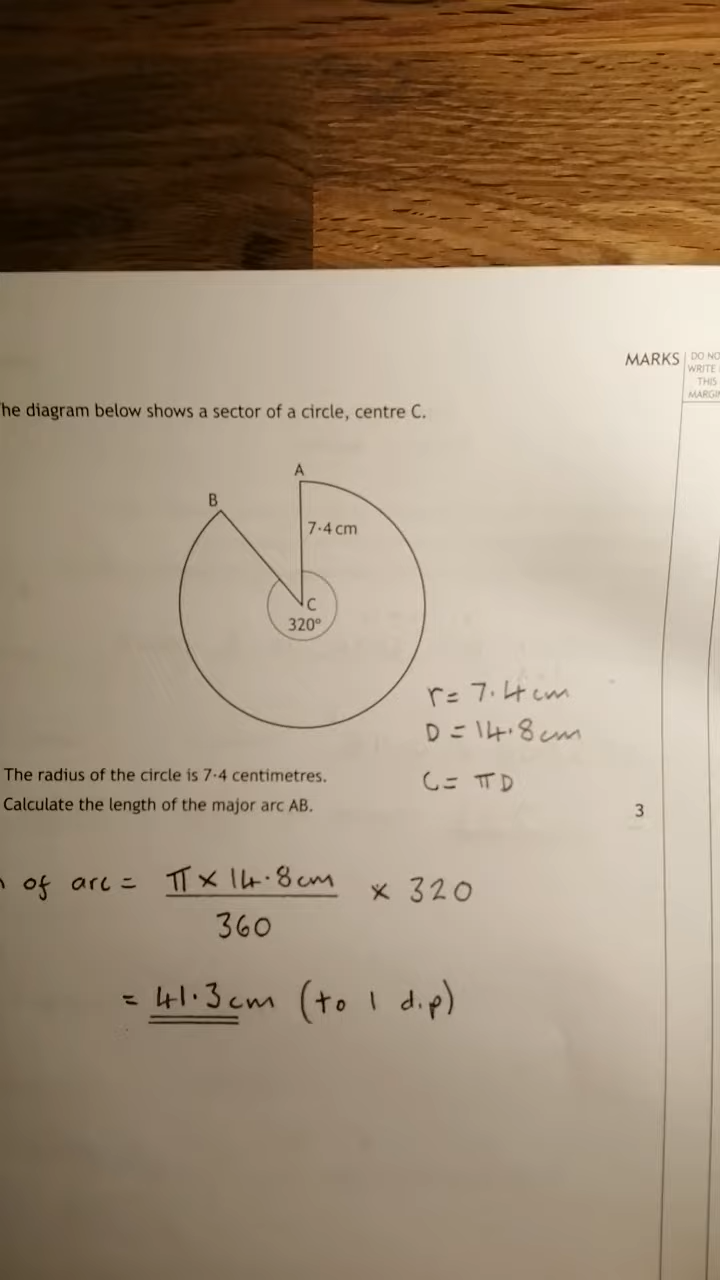 MARKS
DO NO
WRITE
THIS
MARGIN
he diagram below shows a sector of a circle, centre C.
A
B
7·4 cm
C
320°
r = 7.4 cm
D = 14.8 cm
The radius of the circle is 7·4 centimetres.
C = πD
Calculate the length of the major arc AB.
3
of arc = π × 14.8 cm / 360 × 320
= 41.3 cm (to 1 d.p)